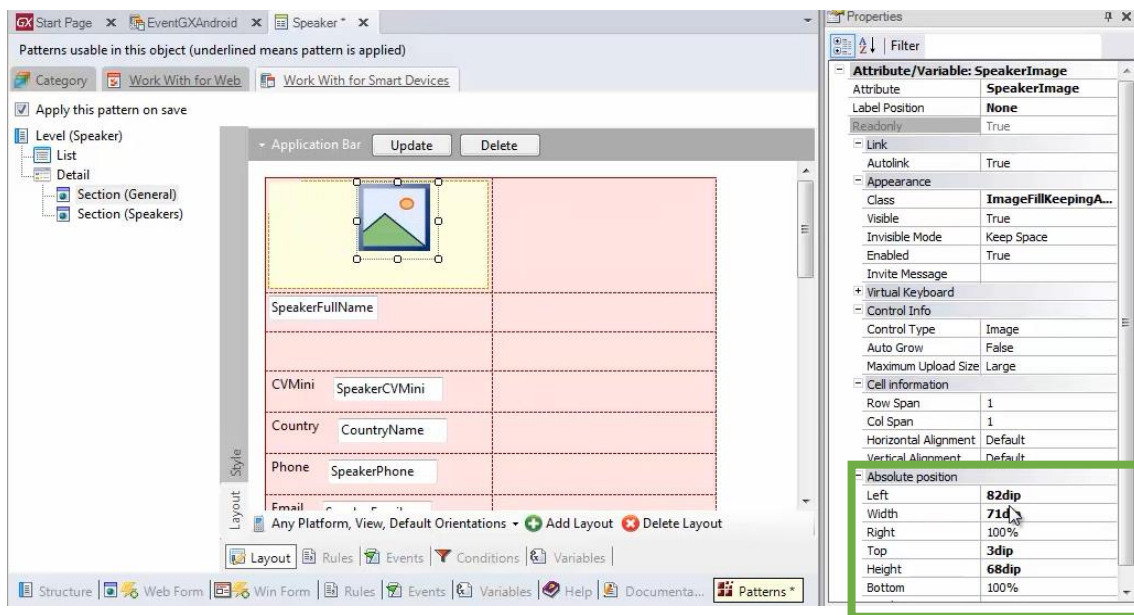 GX Start Page X EventGXAndroid X Speaker * X
Patterns usable in this object (underlined means pattern is applied)
Category Work With for Web Work With for Smart Devices
Apply this pattern on save
Level (Speaker)
List
Detail
Section (General)
Section (Speakers)
Style
Layout
Application Bar Update Delete
SpeakerFullName
CVMini SpeakerCVMini
Country CountryName
Phone SpeakerPhone
Email
Any Platform, View, Default Orientations Add Layout Delete Layout
Layout Rules Events Conditions Variables
Structure Web Form Win Form Rules Events Variables Help Documenta... Patterns *
Properties
Filter
Attribute/Variable: SpeakerImage
Attribute SpeakerImage
Label Position None
Readonly True
Link
Autolink True
Appearance
Class ImageFillKeepingA...
Visible True
Invisible Mode Keep Space
Enabled True
Invite Message
Virtual Keyboard
Control Info
Control Type Image
Auto Grow False
Maximum Upload Size Large
Cell information
Row Span 1
Col Span 1
Horizontal Alignment Default
Vertical Alignment Default
Absolute position
Left 82dip
Width
Right 100%
Top 3dip
Height 68dip
Bottom 100%